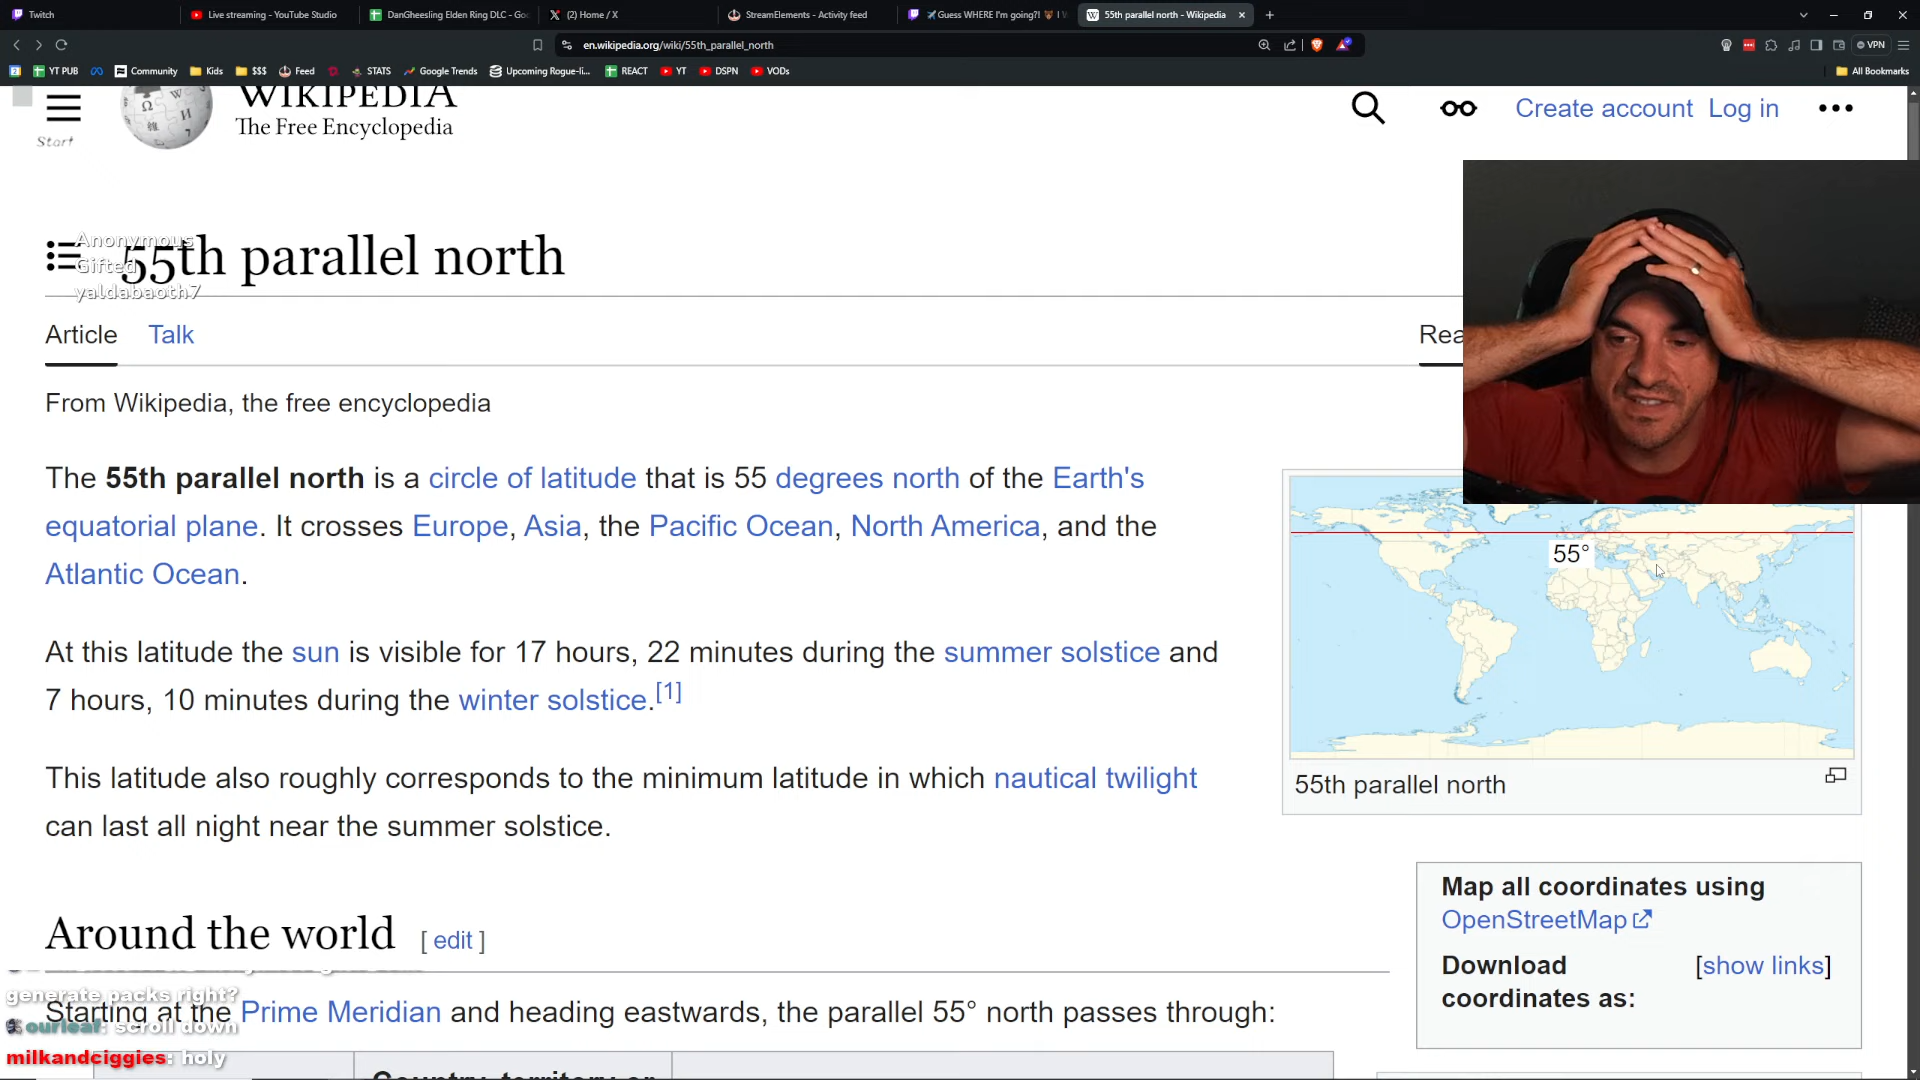 Twitch
Live streaming - YouTube Studio
DanGheesling Elden Ring DLC - Goo
(2) Home / X
StreamElements - Activity feed
Guess WHERE I'm going?!
55th parallel north - Wikipedia
en.wikipedia.org/wiki/55th_parallel_north
VPN
YT PUB
Community
Kids
$$$
Feed
STATS
Google Trends
Upcoming Rogue-li...
REACT
YT
DSPN
VODs
All Bookmarks
WIKIPEDIA
The Free Encyclopedia
Create account
Log in
Start
55th parallel north
Anonymous
Gifted
yaldabaoth7
Article
Talk
Rea
From Wikipedia, the free encyclopedia
The 55th parallel north is a circle of latitude that is 55 degrees north of the Earth's
equatorial plane. It crosses Europe, Asia, the Pacific Ocean, North America, and the
Atlantic Ocean.
At this latitude the sun is visible for 17 hours, 22 minutes during the summer solstice and
7 hours, 10 minutes during the winter solstice.[1]
This latitude also roughly corresponds to the minimum latitude in which nautical twilight
can last all night near the summer solstice.
55°
55th parallel north
Map all coordinates using
OpenStreetMap
Download
coordinates as:
[show links]
Around the world [ edit ]
generate packs right?
Starting at the Prime Meridian and heading eastwards, the parallel 55° north passes through:
ourleaf: scroll down
milkandciggies: holy
Country, territory or